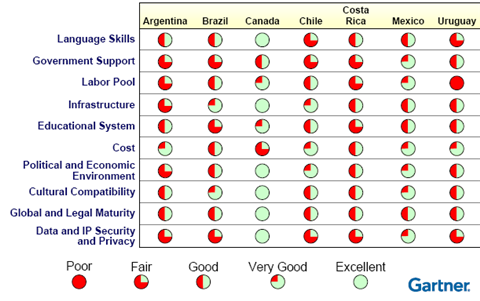 Argentina Brazil Canada Chile Costa Rica Mexico Uruguay
Language Skills
Government Support
Labor Pool
Infrastructure
Educational System
Cost
Political and Economic
Environment
Cultural Compatibility
Global and Legal Maturity
Data and IP Security
and Privacy
Poor Fair Good Very Good Excellent
Gartner.